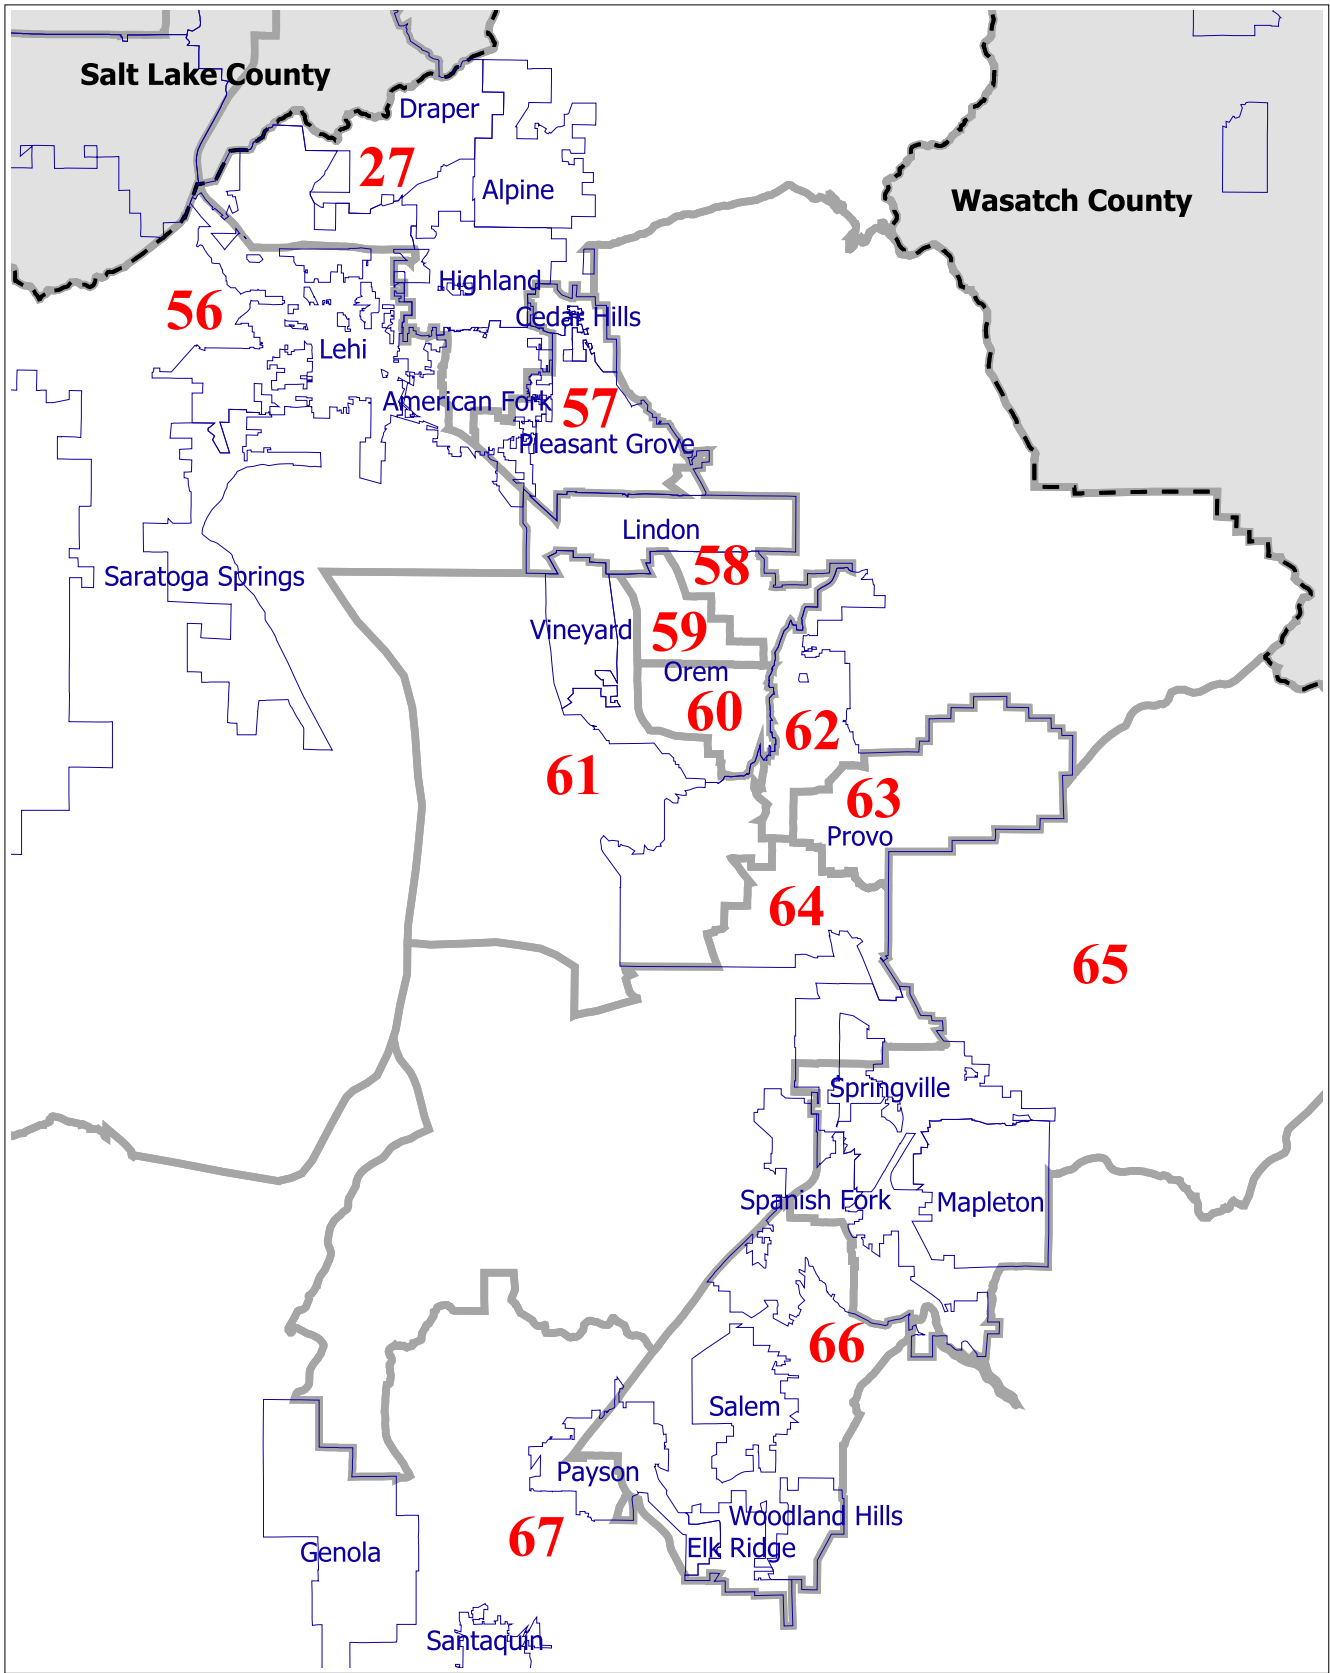 Salt Lake County
Draper
27
Alpine
Wasatch County
Highland
56
Cedar Hills
Lehi
American Fork
57
Pleasant Grove
Lindon
58
Saratoga Springs
Vineyard
59
Orem
60
62
61
63
Provo
64
65
Springville
Spanish Fork
Mapleton
66
Salem
Payson
Woodland Hills
67
Elk Ridge
Genola
Santaquin